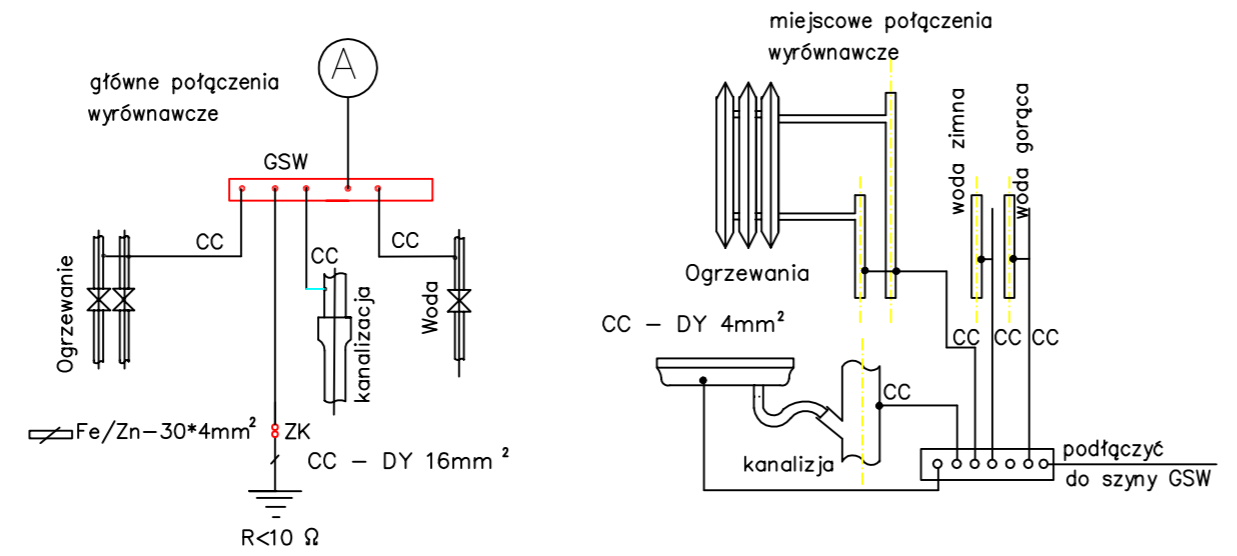 główne połączenia
wyrównawcze
A
GSW
CC
CC
CC
Ogrzewanie
kanalizacja
Woda
Fe/Zn-30*4mm²
ZK
CC - DY 16mm²
R<10 Ω
miejscowe połączenia
wyrównawcze
woda zimna
woda gorąca
Ogrzewania
CC - DY 4mm²
CC
CC
CC
CC
kanalizja
podłączyć
do szyny GSW